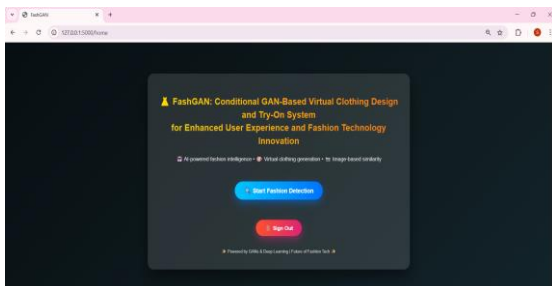 FashGAN
127.0.0.1:5000/home
FashGAN: Conditional GAN-Based Virtual Clothing Design
and Try-On System
for Enhanced User Experience and Fashion Technology
Innovation
AI-powered fashion intelligence • Virtual clothing generation • Image-based similarity
Start Fashion Detection
Sign Out
Powered by GANs & Deep Learning | Future of Fashion Tech